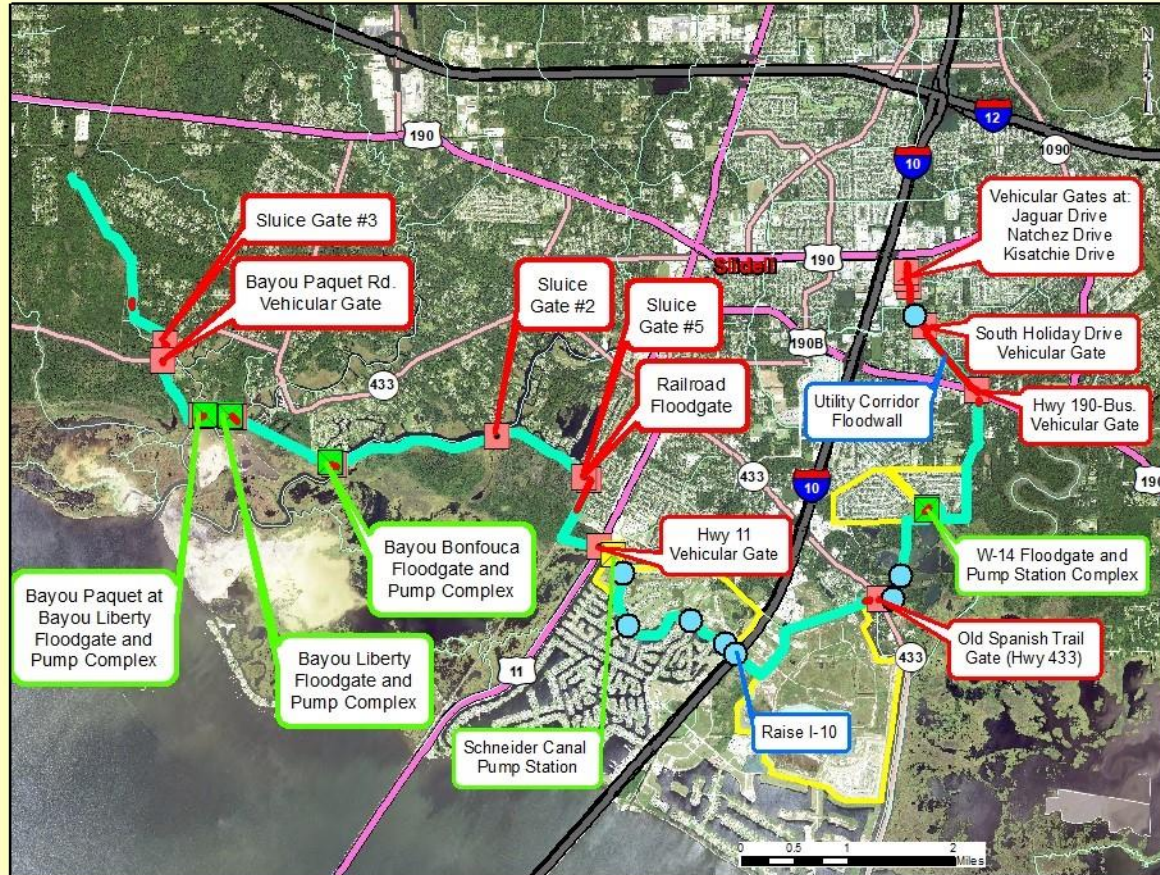 N
190
12
10
1090
Sluice Gate #3
Vehicular Gates at:
Jaguar Drive
Natchez Drive
Kisatchie Drive
Bayou Paquet Rd.
Vehicular Gate
Sluice
Gate #2
Sluice
Gate #5
Slidell
190
190B
South Holiday Drive
Vehicular Gate
433
Railroad
Floodgate
Utility Corridor
Floodwall
Hwy 190-Bus.
Vehicular Gate
433
10
190
Bayou Bonfouca
Floodgate and
Pump Complex
Hwy 11
Vehicular Gate
W-14 Floodgate and
Pump Station Complex
Bayou Paquet at
Bayou Liberty
Floodgate and
Pump Complex
Bayou Liberty
Floodgate and
Pump Complex
11
Old Spanish Trail
Gate (Hwy 433)
433
Schneider Canal
Pump Station
Raise I-10
0 0.5 1 2
Miles